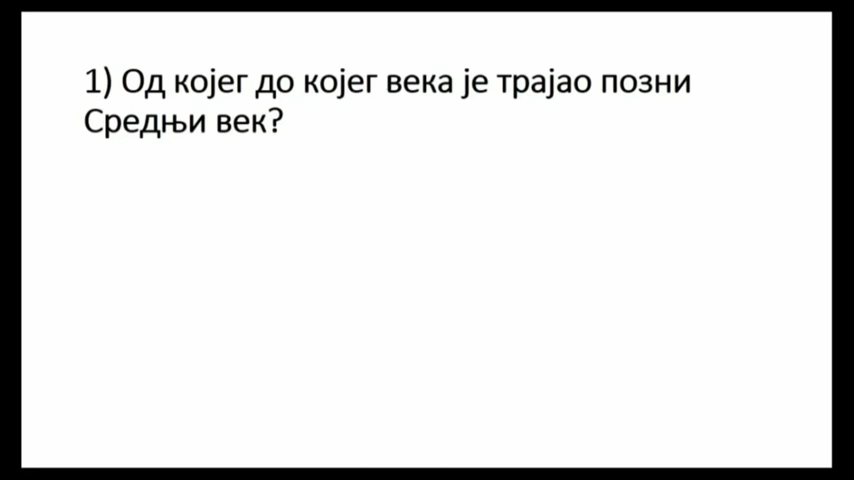 1) Од којег до којег века је трајао позни
Средњи век?